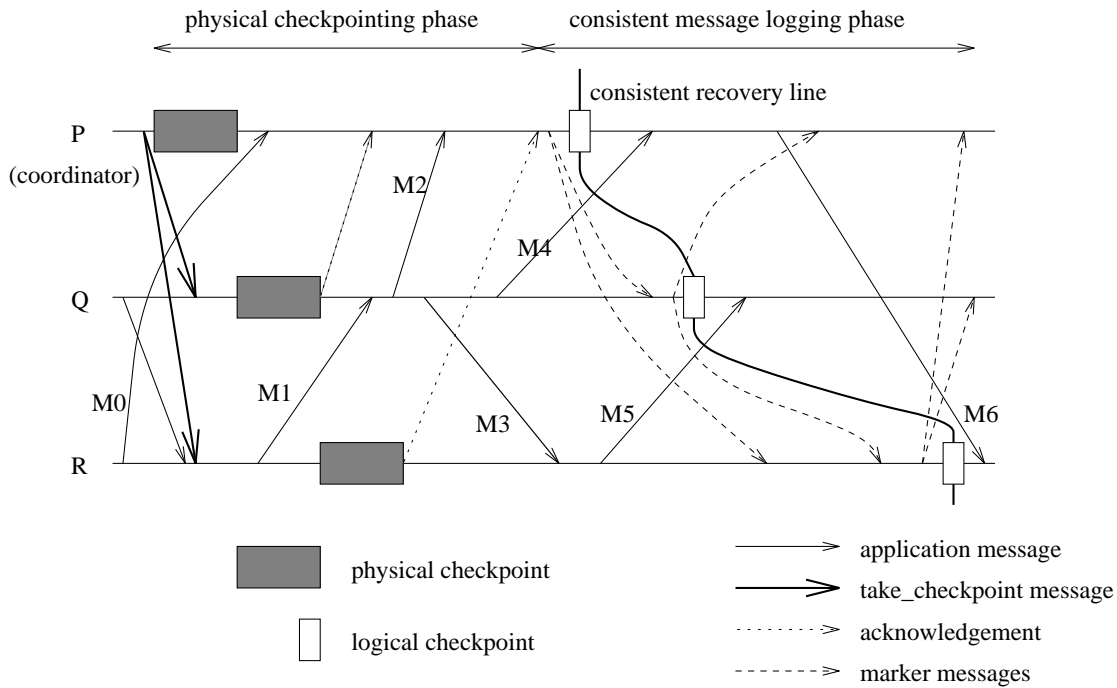 physical checkpointing phase
consistent message logging phase
consistent recovery line
P
(coordinator)
M2
M4
Q
M0
M1
M3
M5
M6
R
physical checkpoint
logical checkpoint
application message
take_checkpoint message
acknowledgement
marker messages